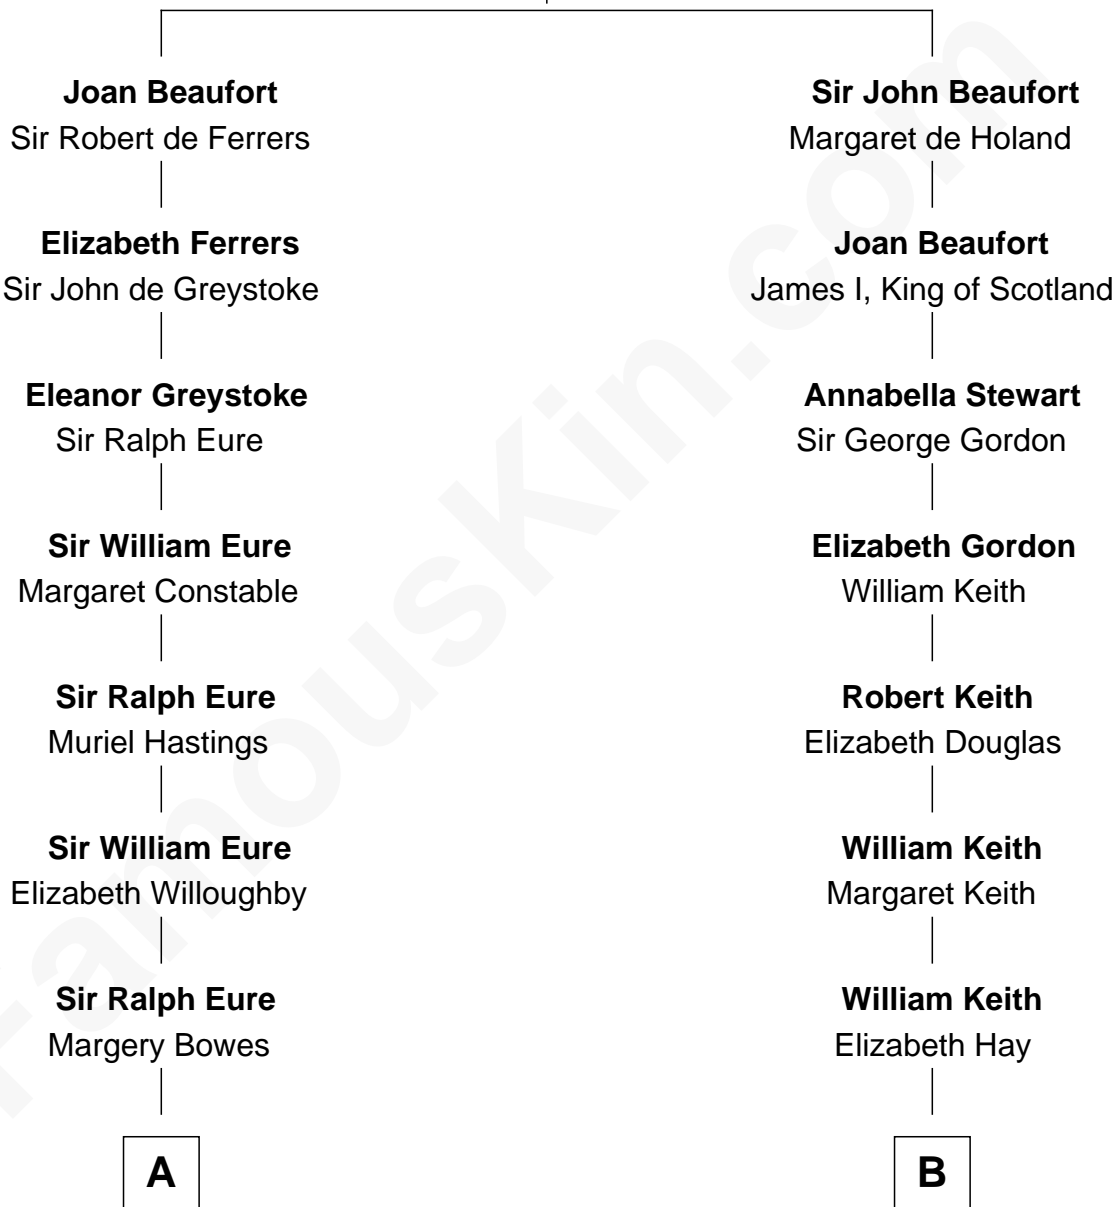 Joan Beaufort
Sir Robert de Ferrers
Elizabeth Ferrers
Sir John de Greystoke
Eleanor Greystoke
Sir Ralph Eure
Sir William Eure
Margaret Constable
Sir Ralph Eure
Muriel Hastings
Sir William Eure
Elizabeth Willoughby
Sir Ralph Eure
Margery Bowes
A
Sir John Beaufort
Margaret de Holand
Joan Beaufort
James I, King of Scotland
Annabella Stewart
Sir George Gordon
Elizabeth Gordon
William Keith
Robert Keith
Elizabeth Douglas
William Keith
Margaret Keith
William Keith
Elizabeth Hay
B
FamousKin.com